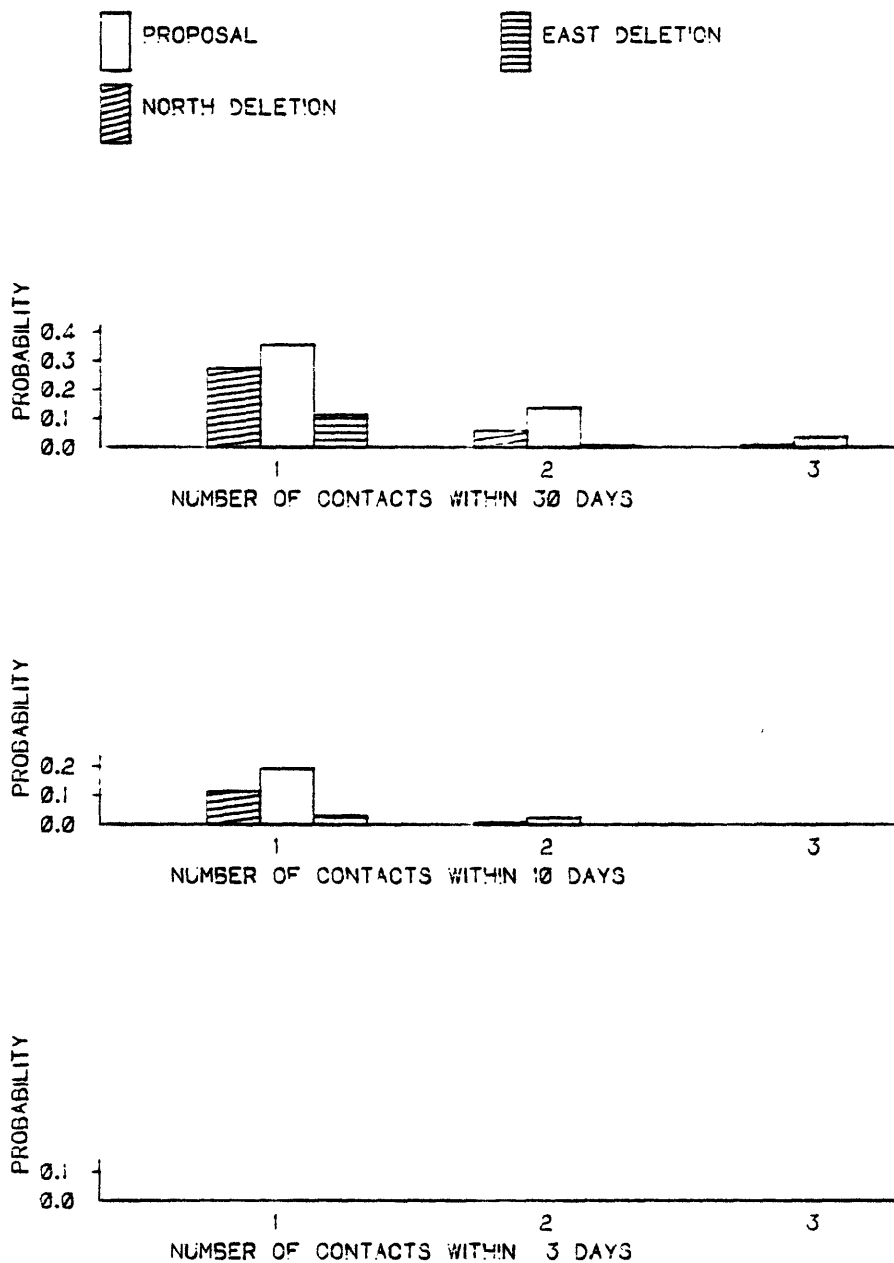 PROPOSAL
EAST DELETION
NORTH DELETION
PROBABILITY
0.4
0.3
0.2
0.1
0.0
1 2 3
NUMBER OF CONTACTS WITHIN 30 DAYS
PROBABILITY
0.2
0.1
0.0
1 2 3
NUMBER OF CONTACTS WITHIN 10 DAYS
PROBABILITY
0.1
0.0
1 2 3
NUMBER OF CONTACTS WITHIN 3 DAYS